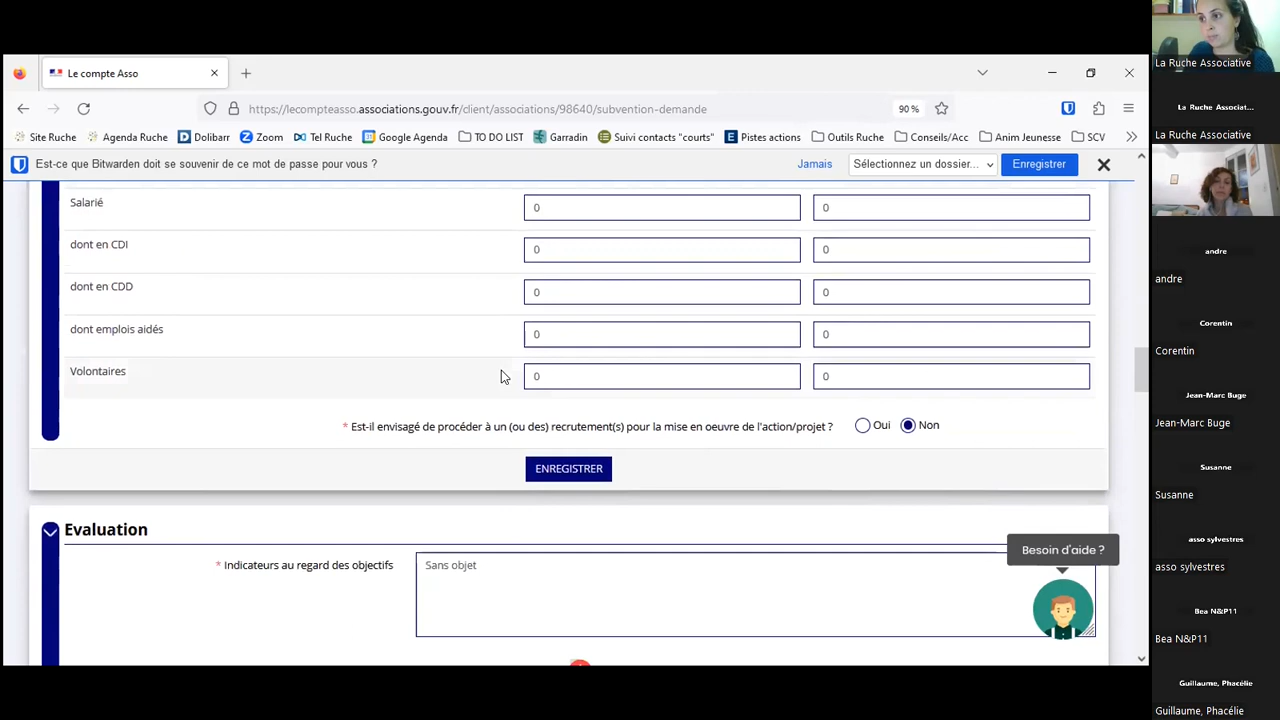 Le compte Asso
https://lecompteasso.associations.gouv.fr/client/associations/98640/subvention-demande
90 %
Site Ruche Agenda Ruche Dolibarr Zoom Tel Ruche Google Agenda TO DO LIST Garradin Suivi contacts "courts" Pistes actions Outils Ruche Conseils/Acc Anim Jeunesse SCV
Est-ce que Bitwarden doit se souvenir de ce mot de passe pour vous ?
Jamais
Sélectionnez un dossier...
Enregistrer
Salarié
0 0
dont en CDI
0 0
dont en CDD
0 0
dont emplois aidés
0 0
Volontaires
0 0
* Est-il envisagé de procéder à un (ou des) recrutement(s) pour la mise en oeuvre de l'action/projet ? Oui Non
ENREGISTRER
Evaluation
* Indicateurs au regard des objectifs
Sans objet
Besoin d'aide ?
La Ruche Associative
La Ruche Associat...
La Ruche Associative
andre
andre
Corentin
Corentin
Jean-Marc Buge
Jean-Marc Buge
Susanne
Susanne
asso sylvestres
asso sylvestres
Bea N&P11
Bea N&P11
Guillaume, Phacélie
Guillaume, Phacélie